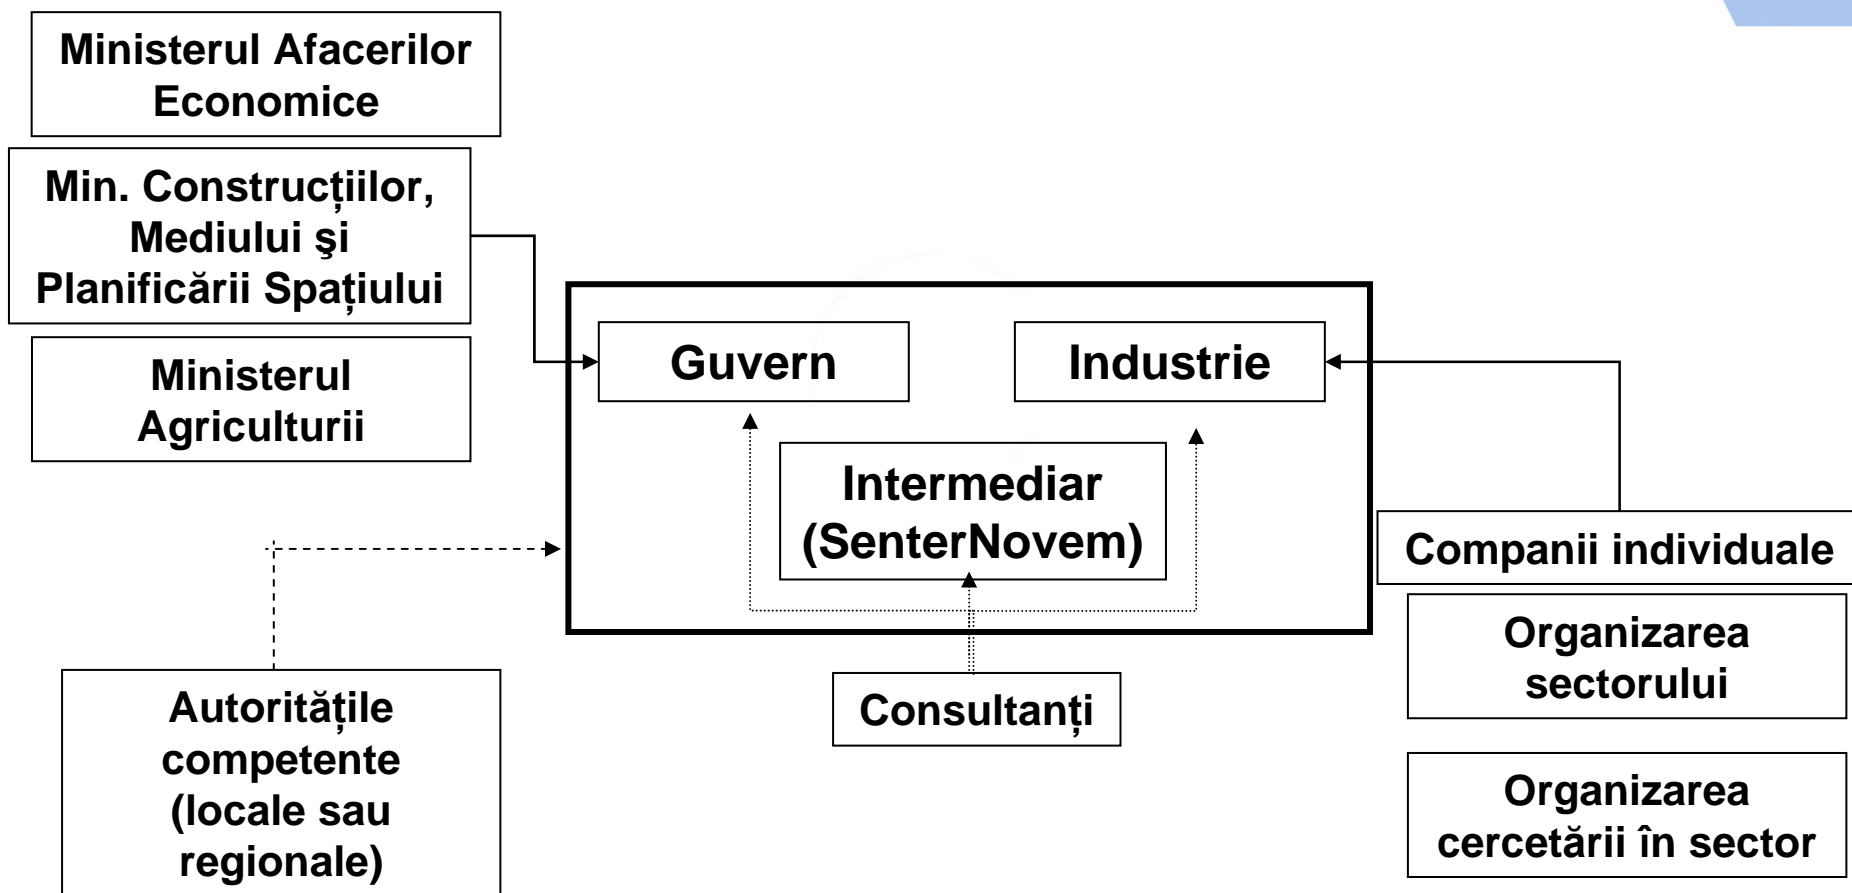 Ministerul Afacerilor
Economice
Min. Construcțiilor,
Mediului şi
Planificării Spațiului
Ministerul
Agriculturii
Guvern
Industrie
Intermediar
(SenterNovem)
Companii individuale
Organizarea
sectorului
Organizarea
cercetării în sector
Consultanți
Autoritățile
competente
(locale sau
regionale)